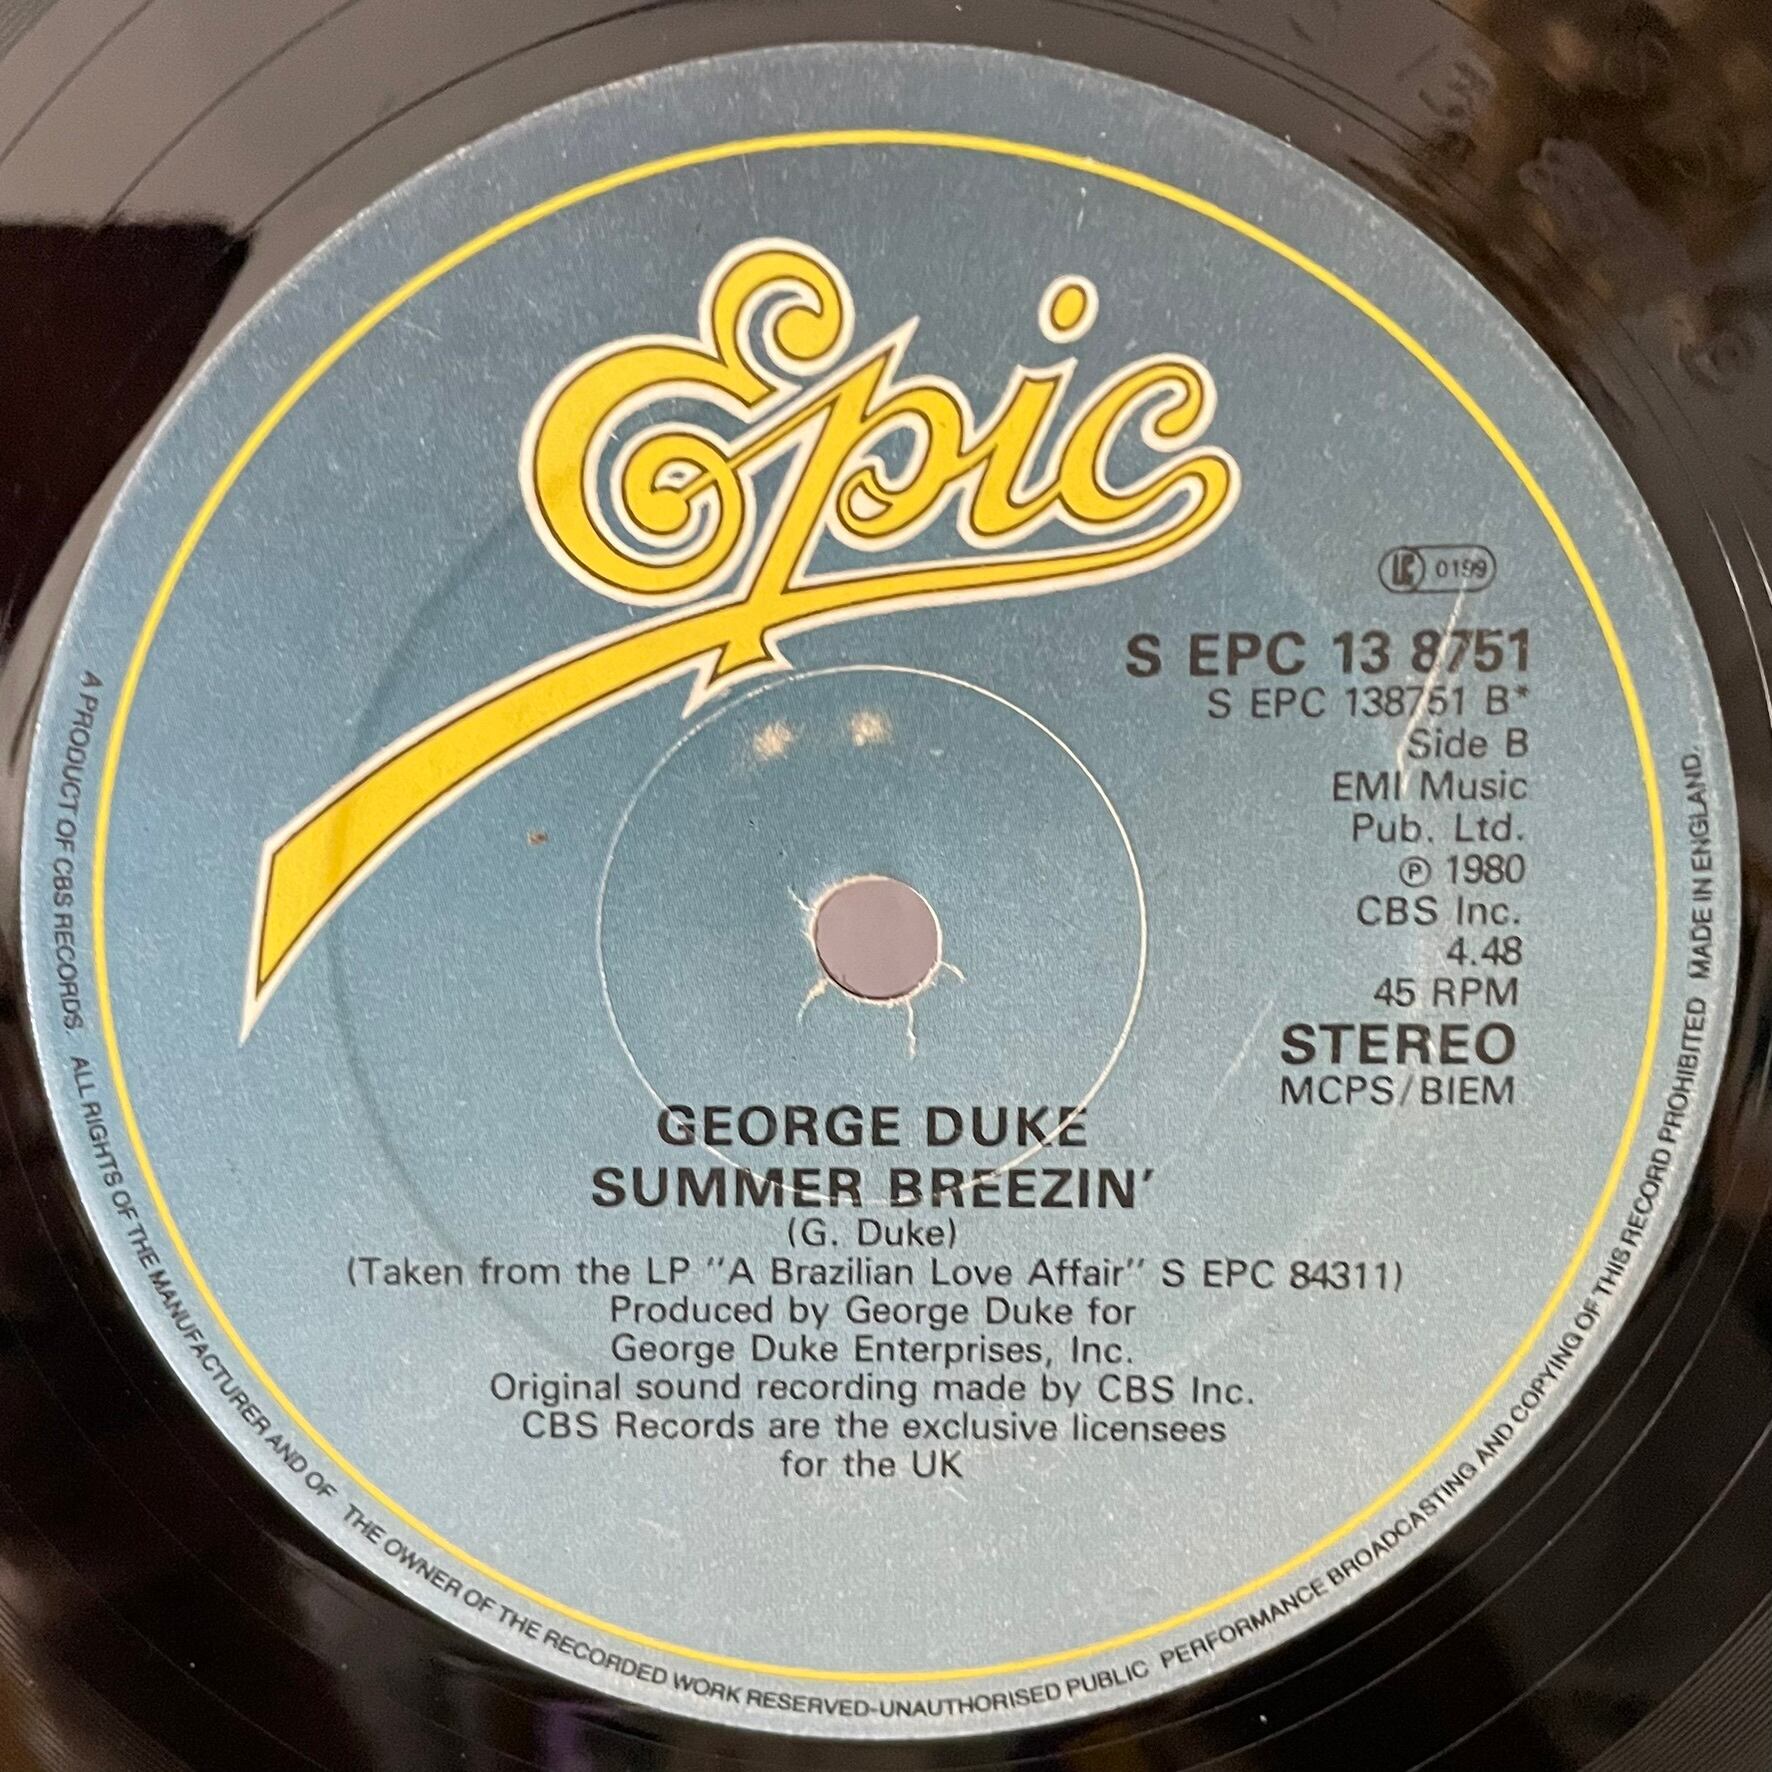 Epic
LC 0199
S EPC 13 8751
S EPC 138751 B*
Side B
EMI Music
Pub. Ltd.
℗ 1980
CBS Inc.
4.48
45 RPM
STEREO
MCPS/BIEM
GEORGE DUKE
SUMMER BREEZIN'
(G. Duke)
(Taken from the LP "A Brazilian Love Affair" S EPC 84311)
Produced by George Duke for
George Duke Enterprises, Inc.
Original sound recording made by CBS Inc.
CBS Records are the exclusive licensees
for the UK
A PRODUCT OF CBS RECORDS. ALL RIGHTS OF THE MANUFACTURER AND OF THE OWNER OF THE RECORDED WORK RESERVED-UNAUTHORISED PUBLIC PERFORMANCE BROADCASTING AND COPYING OF THIS RECORD PROHIBITED MADE IN ENGLAND.